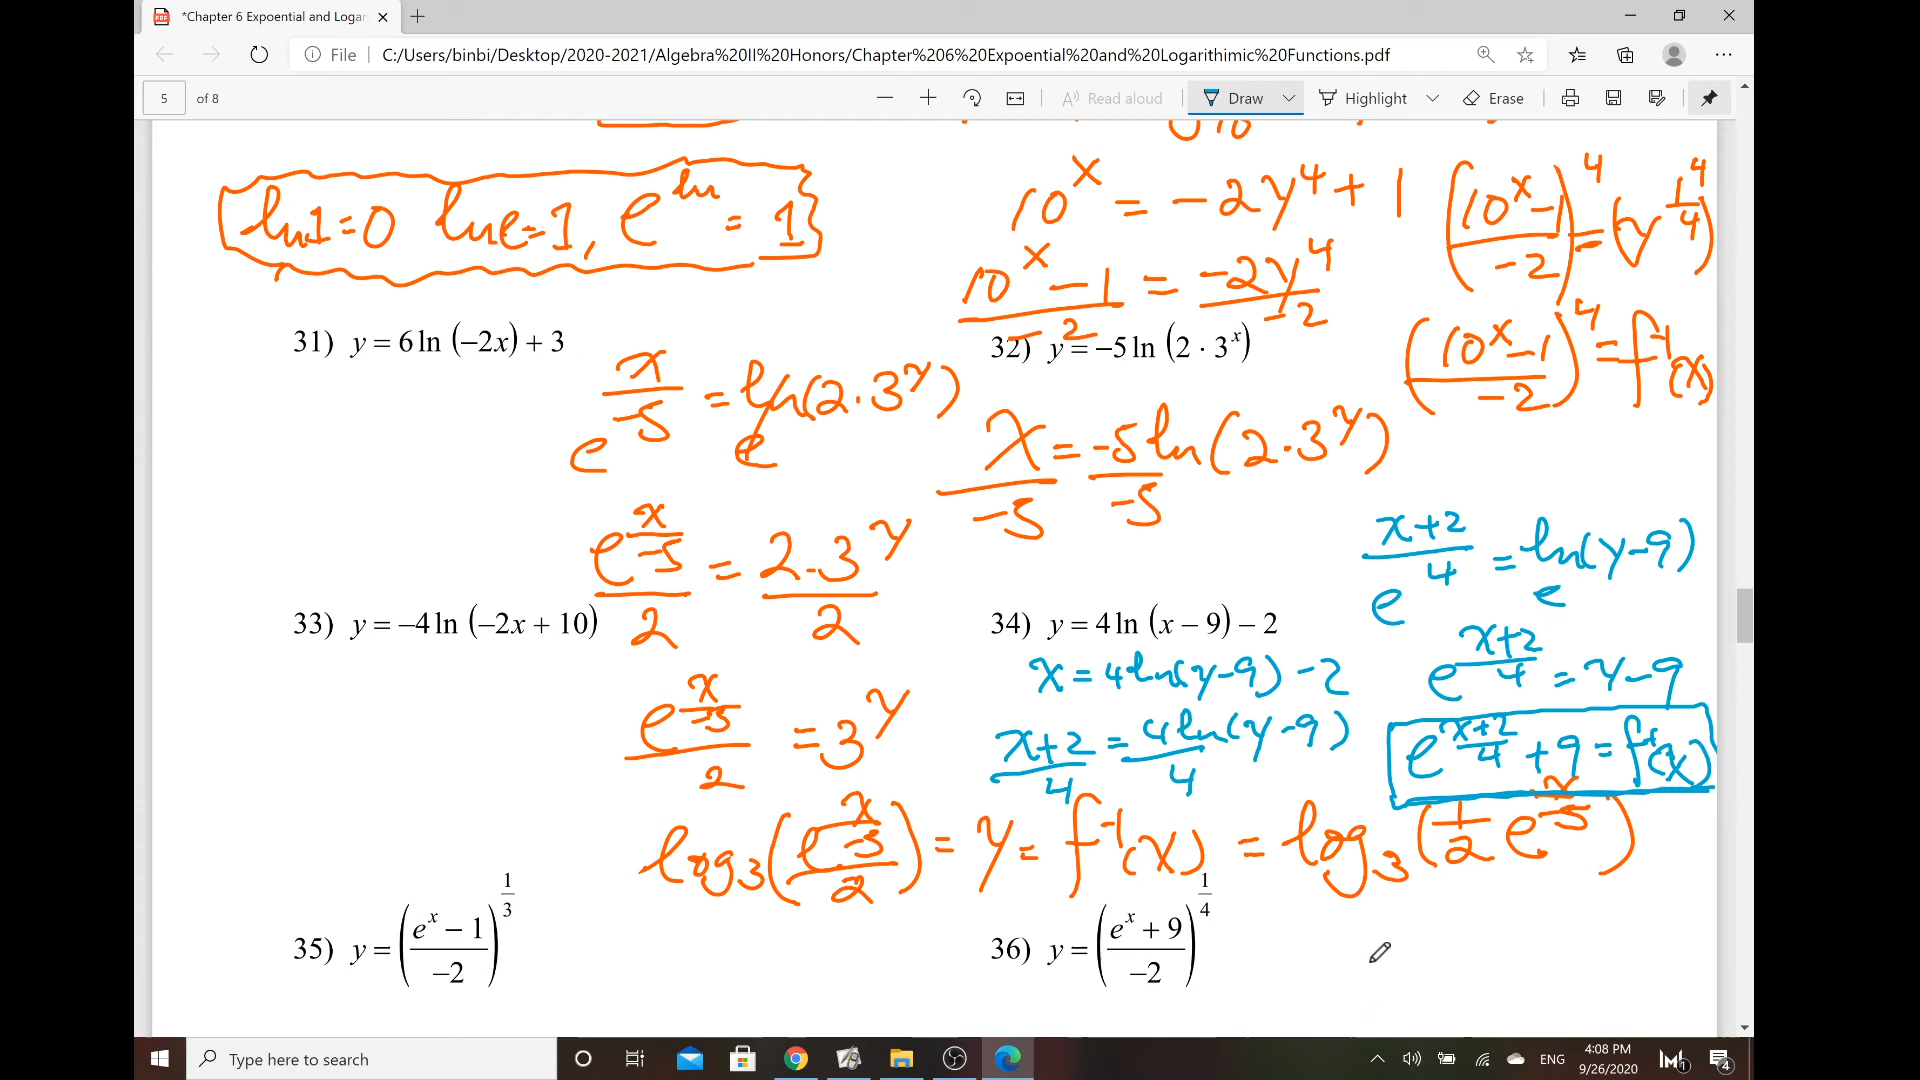 *Chapter 6 Expoential and Logar
File C:/Users/binbi/Desktop/2020-2021/Algebra%20II%20Honors/Chapter%206%20Expoential%20and%20Logarithimic%20Functions.pdf
5 of 8 Read aloud Draw Highlight Erase
ln1=0 lne=1, e^ln = 1
10^x = -2y^4 + 1
(10^x-1)/-2 = -2y^4/-2
((10^x-1)/-2)^4 = (y^(1/4))^4
((10^x-1)/-2)^4 = f^-1(x)
31) y = 6 ln (−2x) + 3
32) y = −5 ln (2 · 3^x)
x/-5 = -5ln(2·3^y)/-5
e^(x/-5) = e^ln(2·3^y)
e^(x/-5)/2 = 2·3^y/2
e^(x/-5)/2 = 3^y
log3(e^(x/-5)/2) = y = f^-1(x) = log3(1/2 e^(x/-5))
33) y = −4 ln (−2x + 10)
34) y = 4 ln (x − 9) − 2
x = 4ln(y-9) -2
(x+2)/4 = 4ln(y-9)/4
e^((x+2)/4) = e^ln(y-9)
e^((x+2)/4) = y-9
e^((x+2)/4) + 9 = f^-1(x)
35) y = ((e^x − 1)/−2)^(1/3)
36) y = ((e^x + 9)/−2)^(1/4)
Type here to search
ENG
4:08 PM
9/26/2020
4